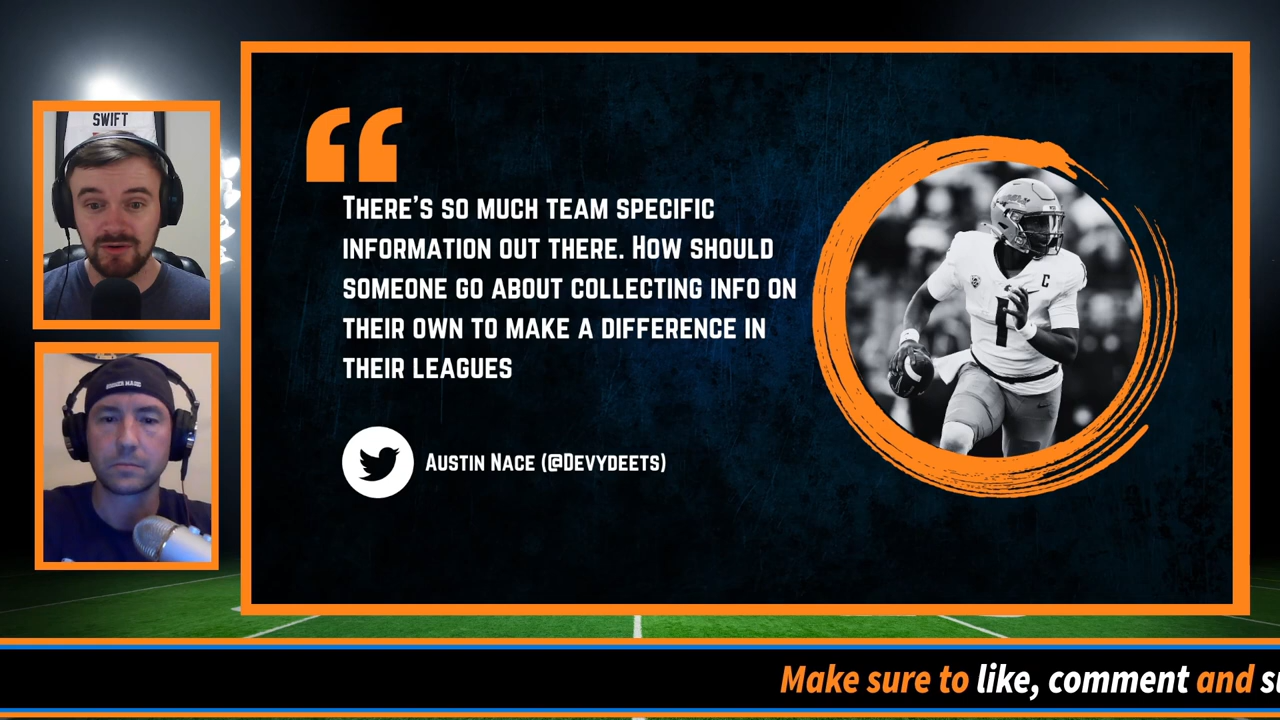 SWIFT
There's so much team specific
information out there. How should
someone go about collecting info on
their own to make a difference in
their leagues
Austin Nace (@Devydeets)
C
1
Make sure to like, comment and su